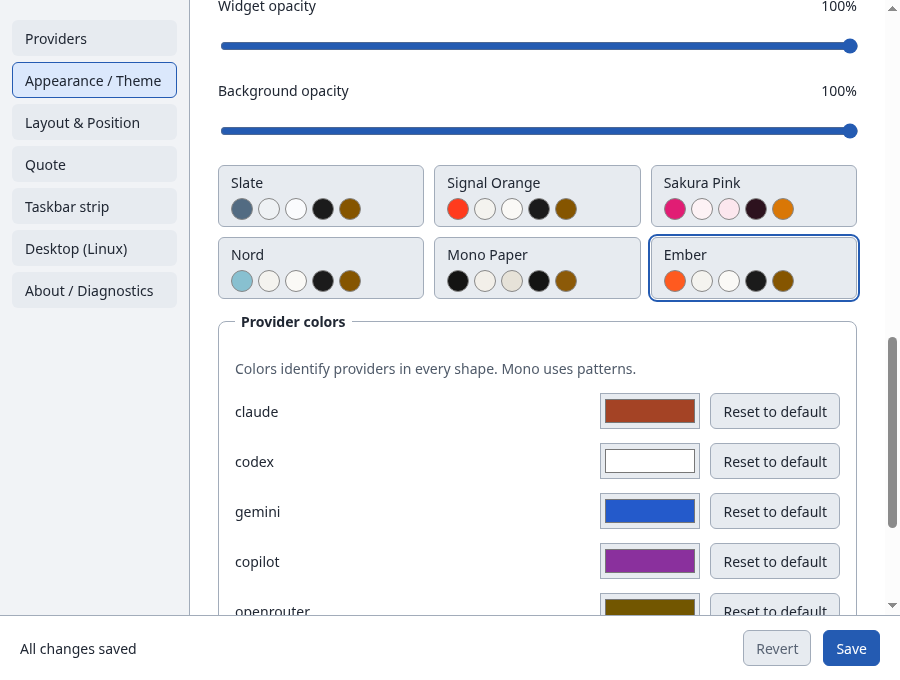 Widget opacity 100%
Providers
Appearance / Theme
Background opacity 100%
Layout & Position
Quote
Slate Signal Orange Sakura Pink
Taskbar strip
Desktop (Linux)
Nord Mono Paper Ember
About / Diagnostics
Provider colors
Colors identify providers in every shape. Mono uses patterns.
claude Reset to default
codex Reset to default
gemini Reset to default
copilot Reset to default
openrouter Reset to default
All changes saved Revert Save